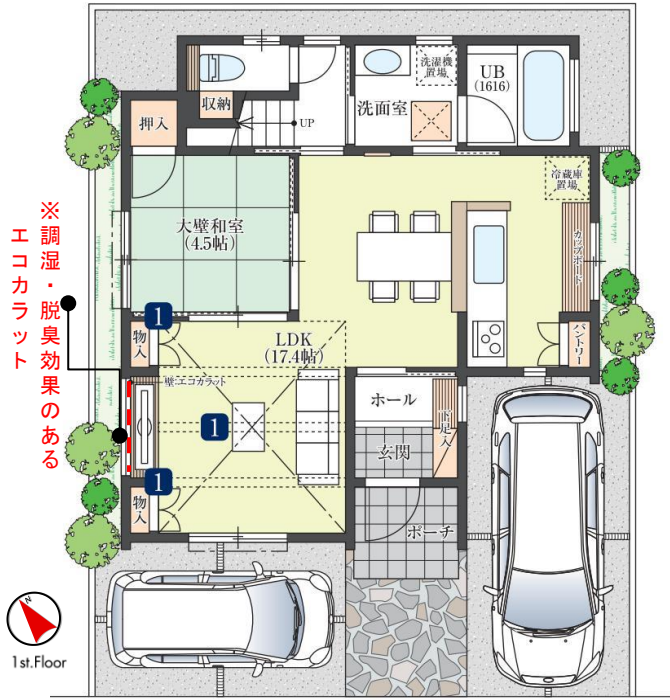 洗濯機
置場
UB
(1616)
洗面室
収納
押入
UP
冷蔵庫
置場
大壁和室
(4.5帖)
カップボード
※調湿・脱臭効果のある
エコカラット
1
物入
LDK
(17.4帖)
パントリー
壁:エコカラット
ホール
下足入
1
玄関
1
物入
ポーチ
N
1st.Floor